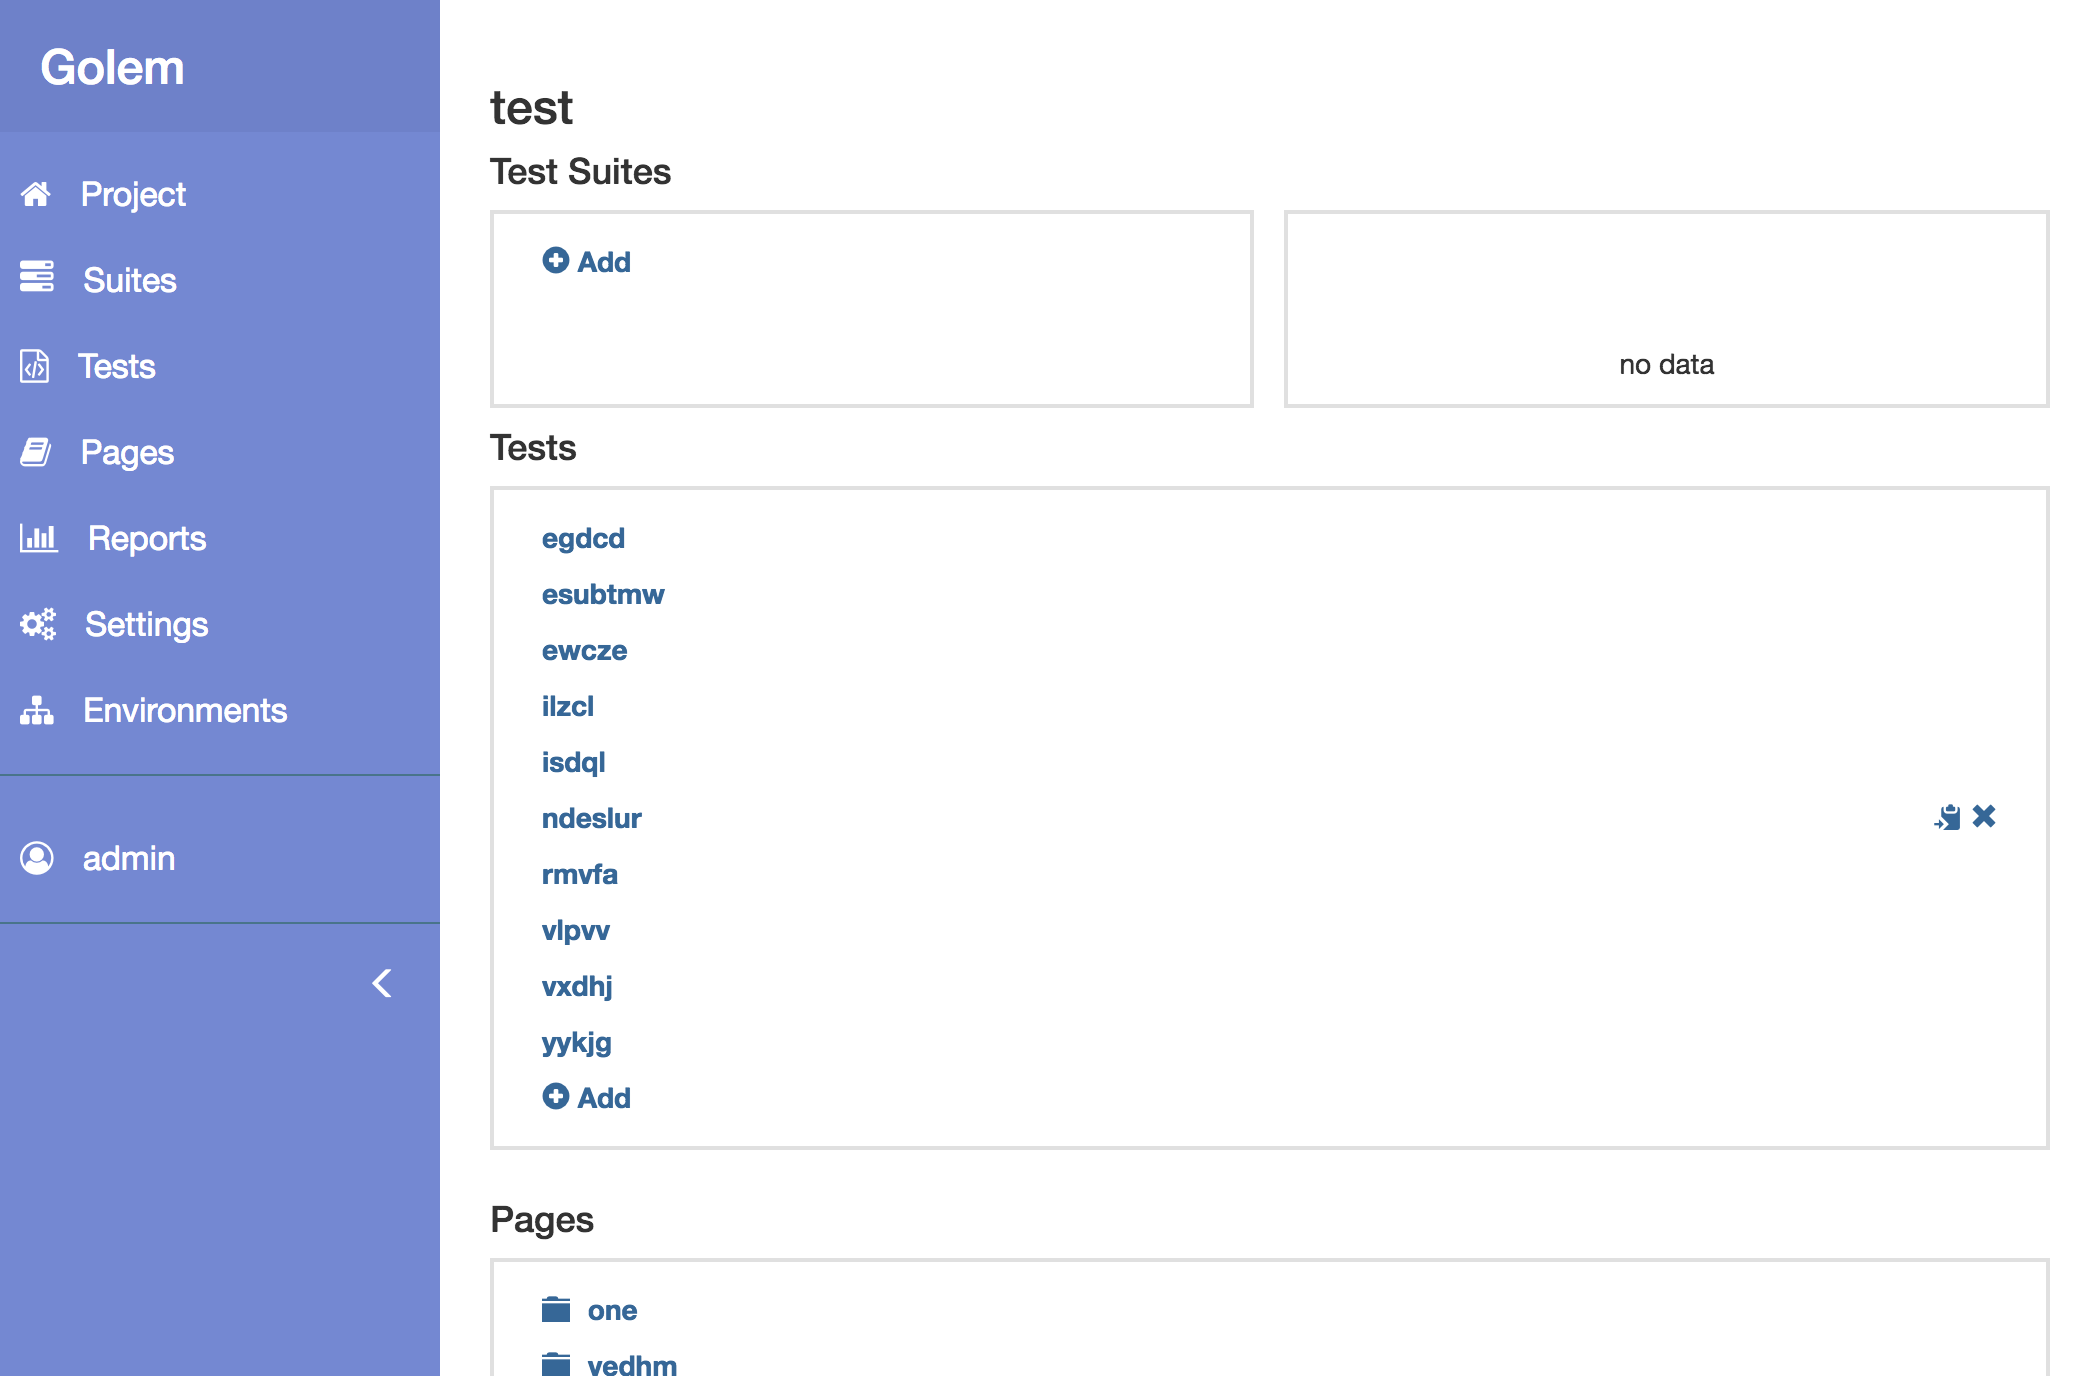 Golem
Project
Suites
Tests
Pages
Reports
Settings
Environments
admin
test
Test Suites
Add
no data
Tests
egdcd
esubtmw
ewcze
ilzcl
isdql
ndeslur
rmvfa
vlpvv
vxdhj
yykjg
Add
Pages
one
vedhm